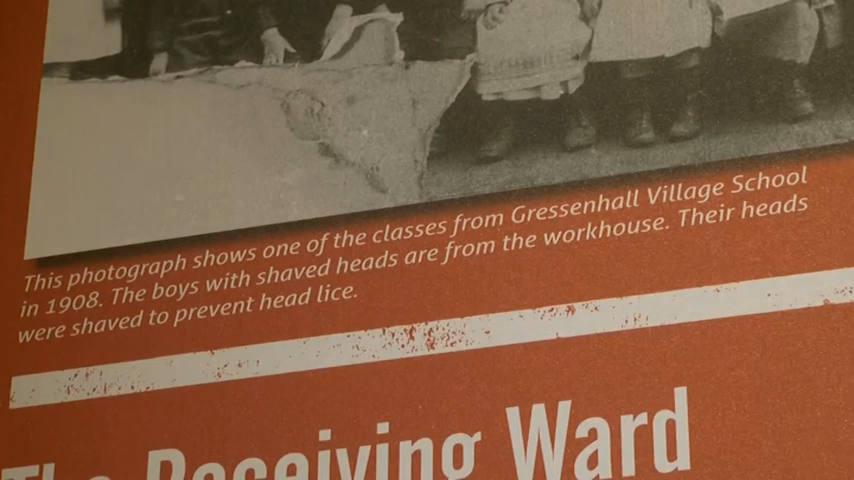 This photograph shows one of the classes from Gressenhall Village School
in 1908. The boys with shaved heads are from the workhouse. Their heads
were shaved to prevent head lice.
The Receiving Ward